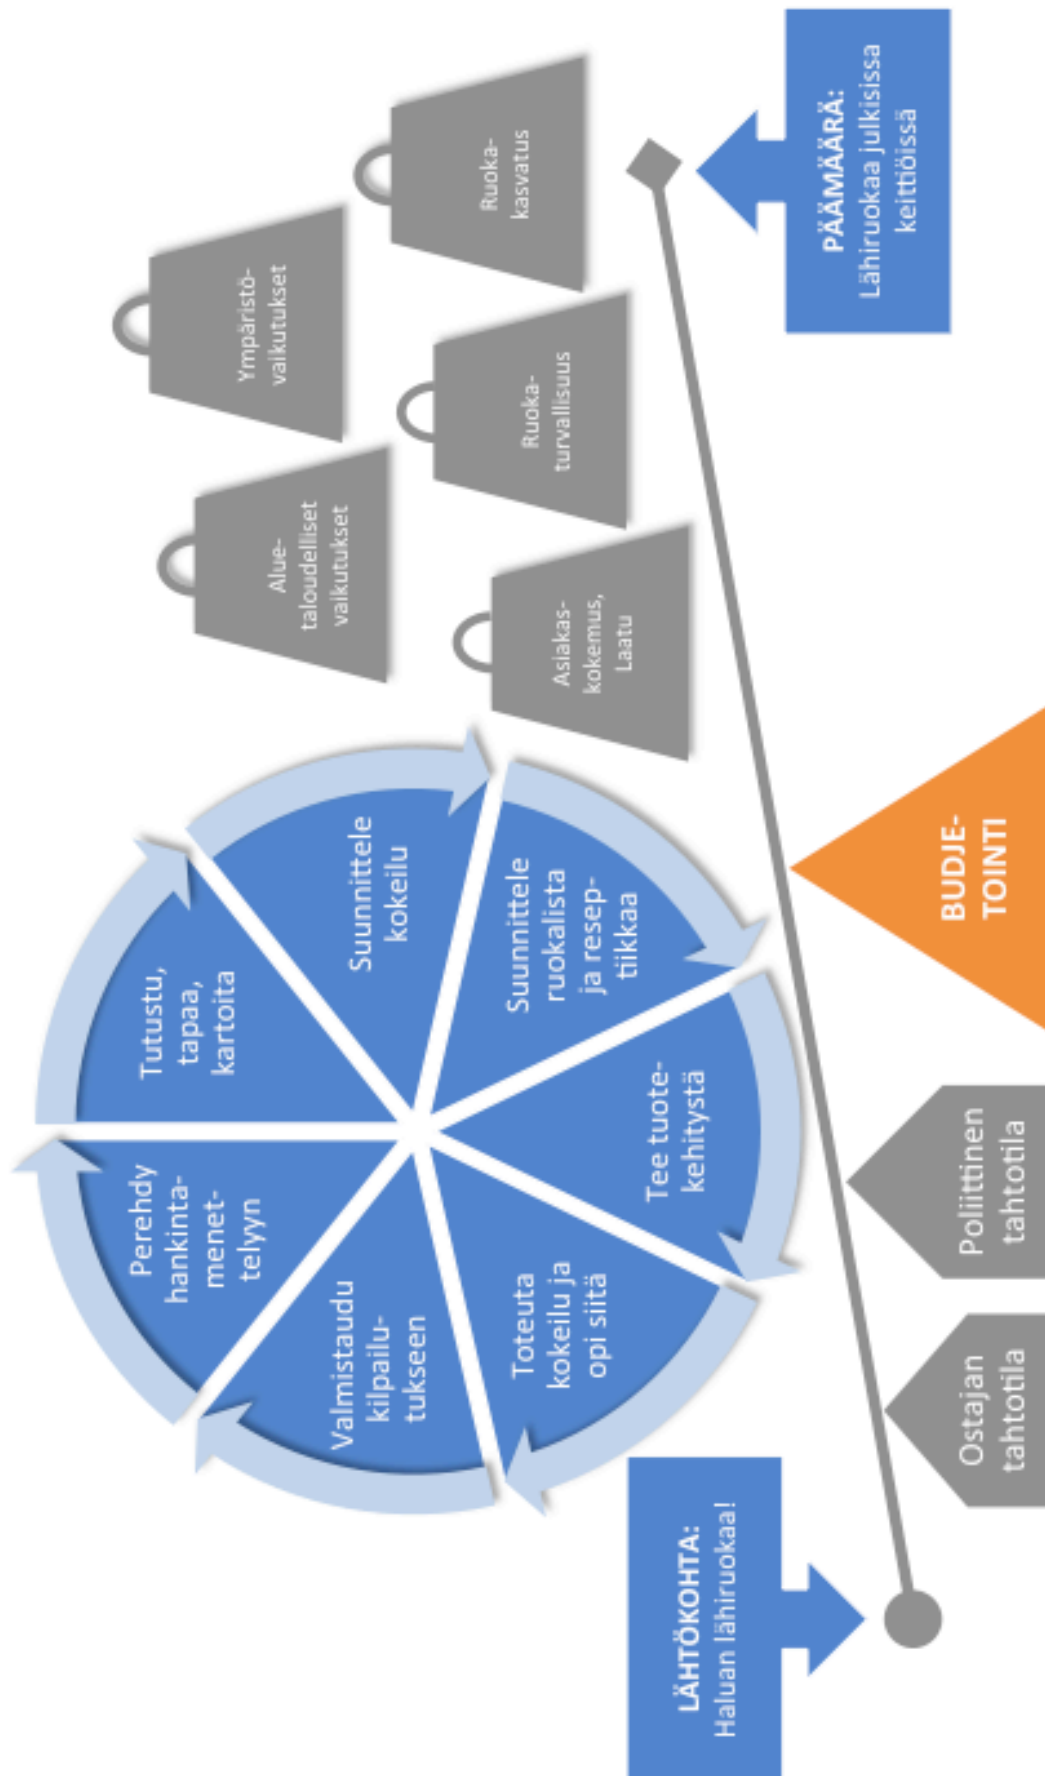 LÄHTÖKOHTA:
Haluan lähiruokaa!
Tutustu,
tapaa,
kartoita
Suunnittele
kokeilu
Suunnittele
ruokalista
ja resep-
tiikkaa
Tee tuote-
kehitystä
Toteuta
kokeilu ja
opi siitä
Valmistaudu
kilpailu-
tukseen
Perehdy
hankinta-
menet-
telyyn
Alue-
taloudelliset
vaikutukset
Ympäristö-
vaikutukset
Asiakas-
kokemus,
Laatu
Ruoka-
turvallisuus
Ruoka-
kasvatus
PÄÄMÄÄRÄ:
Lähiruokaa julkisissa
keittiöissä
Ostajan
tahtotila
Poliittinen
tahtotila
BUDJE-
TOINTI